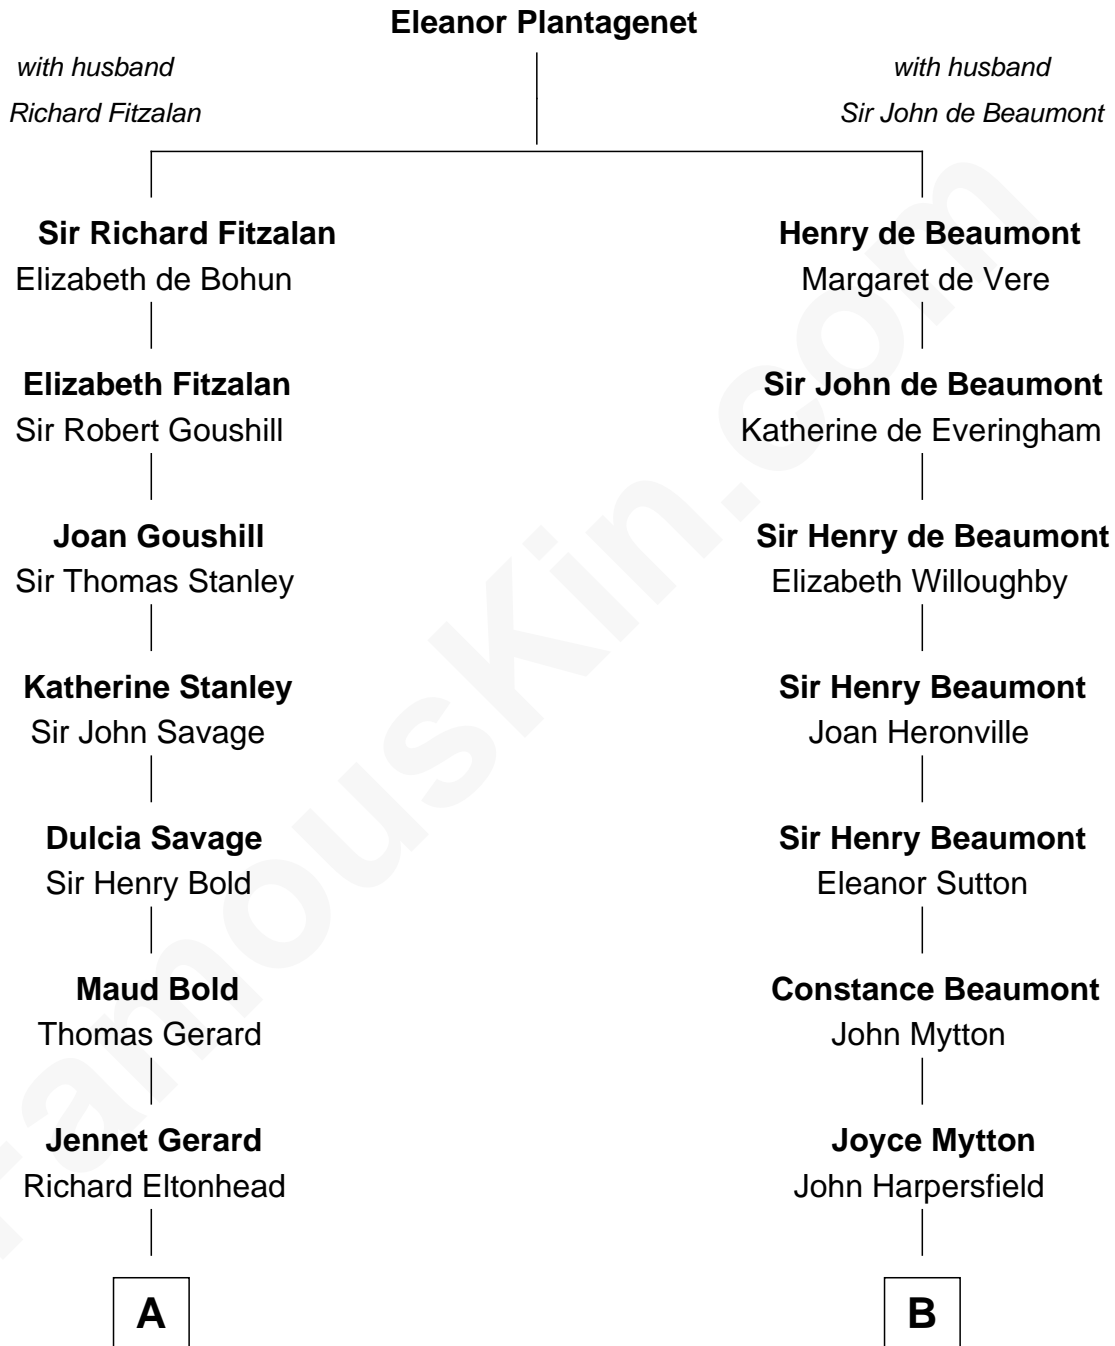 Eleanor Plantagenet
with husband
Richard Fitzalan
with husband
Sir John de Beaumont
Sir Richard Fitzalan
Elizabeth de Bohun
Henry de Beaumont
Margaret de Vere
Elizabeth Fitzalan
Sir Robert Goushill
Sir John de Beaumont
Katherine de Everingham
Joan Goushill
Sir Thomas Stanley
Sir Henry de Beaumont
Elizabeth Willoughby
Katherine Stanley
Sir John Savage
Sir Henry Beaumont
Joan Heronville
Dulcia Savage
Sir Henry Bold
Sir Henry Beaumont
Eleanor Sutton
Maud Bold
Thomas Gerard
Constance Beaumont
John Mytton
Jennet Gerard
Richard Eltonhead
Joyce Mytton
John Harpersfield
A
B
FamousKin.com